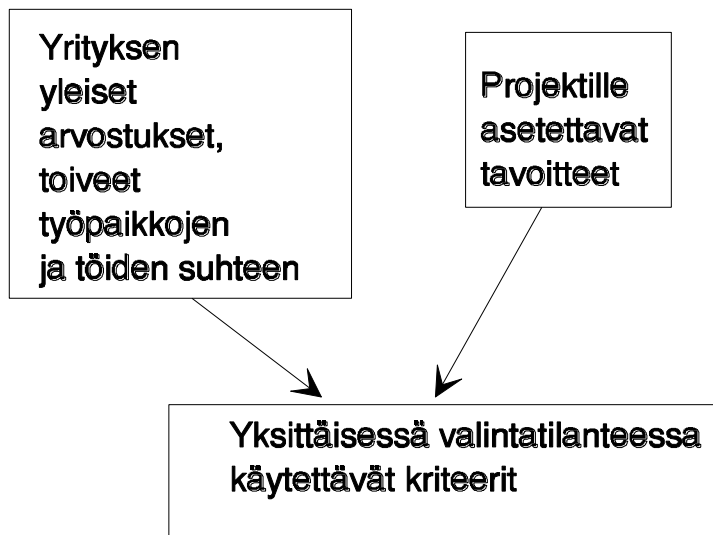 Yrityksen
yleiset
arvostukset,
toiveet
työpaikkojen
ja töiden suhteen
Projektille
asetettavat
tavoitteet
Yksittäisessä valintatilanteessa
käytettävät kriteerit